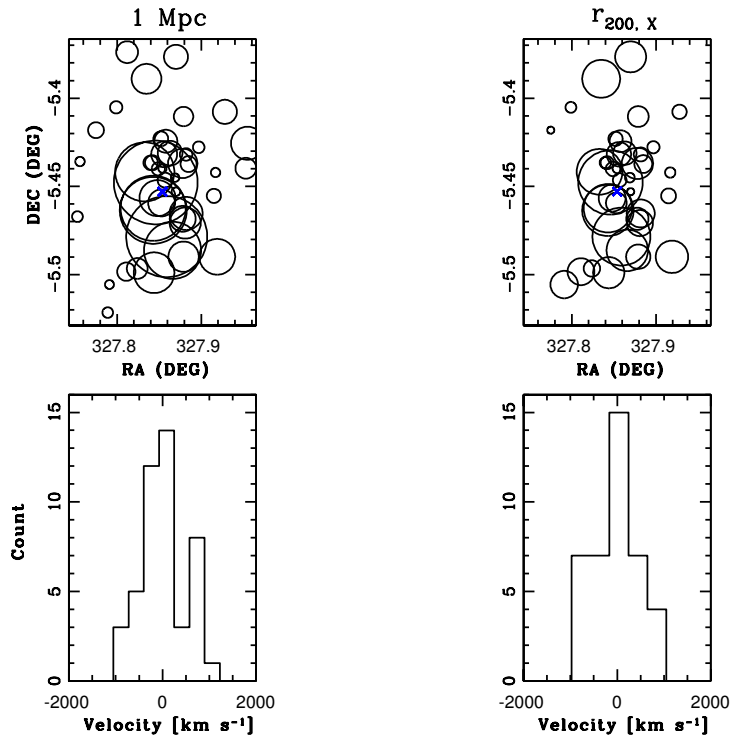 1 Mpc
r200, X
DEC (DEG)
−5.4
−5.45
−5.5
−5.4
−5.45
−5.5
327.8 327.9
327.8 327.9
RA (DEG)
RA (DEG)
Count
15
10
5
0
15
10
5
0
-2000 0 2000
-2000 0 2000
Velocity [km s⁻¹]
Velocity [km s⁻¹]